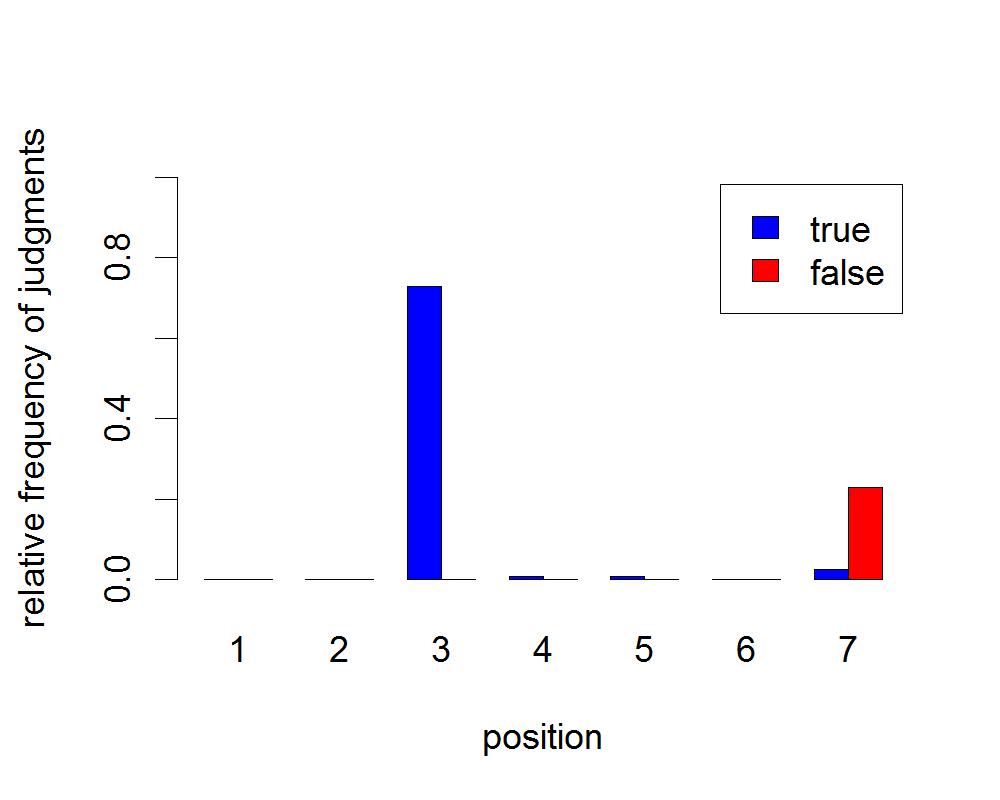 relative frequency of judgments
0.8
0.4
0.0
true
false
1 2 3 4 5 6 7
position